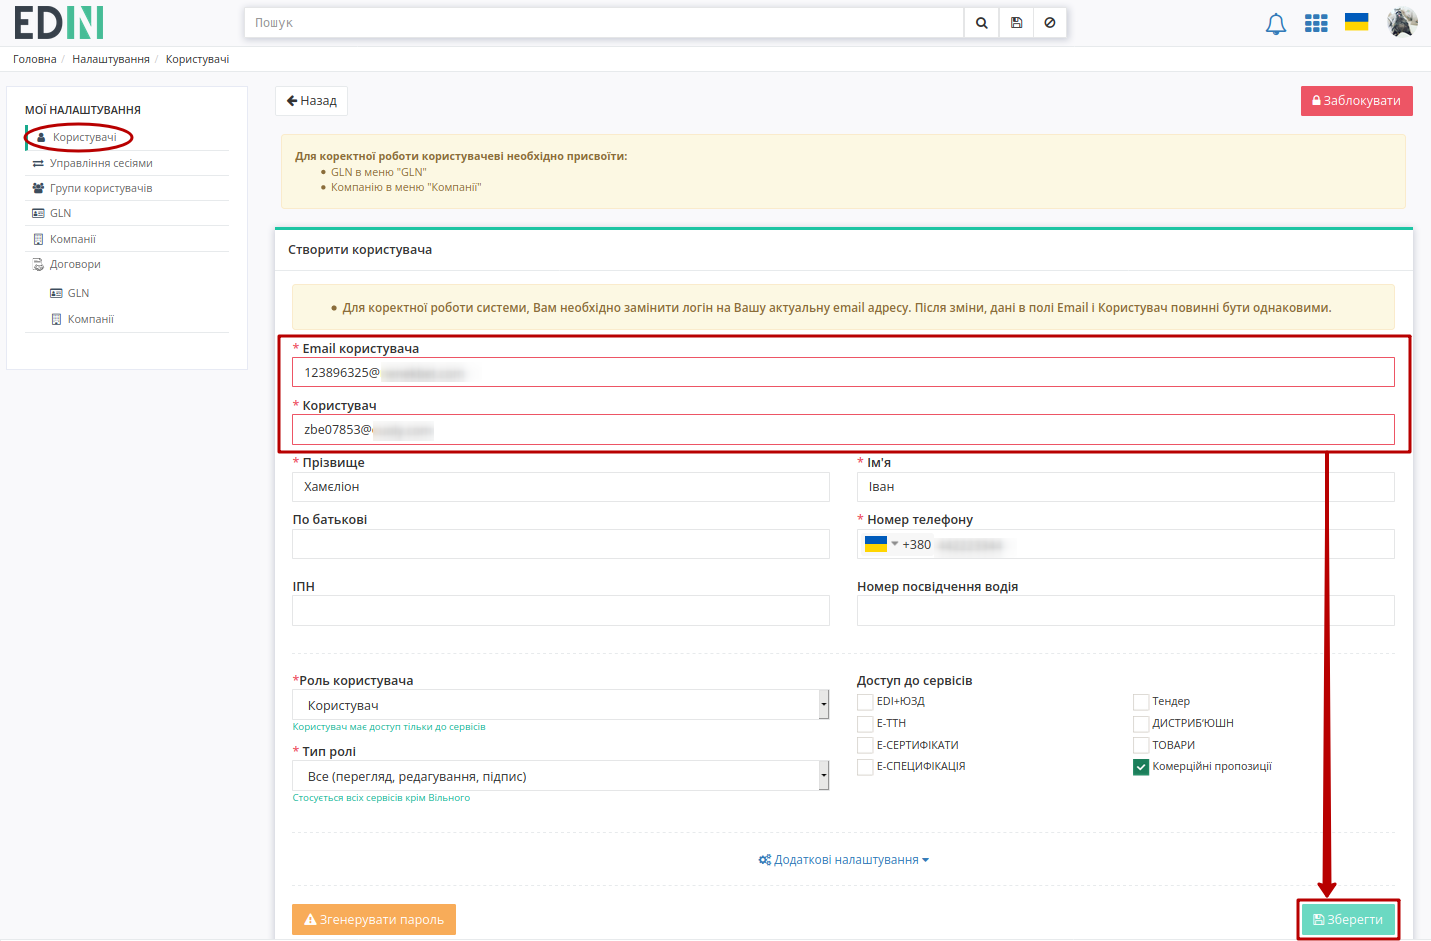 EDIN
Пошук
Головна / Налаштування / Користувачі
МОЇ НАЛАШТУВАННЯ
Користувачі
Управління сесіями
Групи користувачів
GLN
Компанії
Договори
GLN
Компанії
Назад
Заблокувати
Для коректної роботи користувачеві необхідно присвоїти:
GLN в меню "GLN"
Компанію в меню "Компанії"
Створити користувача
Для коректної роботи системи, Вам необхідно замінити логін на Вашу актуальну email адресу. Після зміни, дані в полі Email і Користувач повинні бути однаковими.
* Email користувача
123896325@
* Користувач
zbe07853@
* Прізвище
Хамєліон
* Ім'я
Іван
По батькові
* Номер телефону
+380
ІПН
Номер посвідчення водія
*Роль користувача
Користувач
Користувач має доступ тільки до сервісів
* Тип ролі
Все (перегляд, редагування, підпис)
Стосується всіх сервісів крім Вільного
Доступ до сервісів
EDI+ЮЗД
Тендер
Е-ТТН
ДИСТРИБ'ЮШН
Е-СЕРТИФІКАТИ
ТОВАРИ
Е-СПЕЦИФІКАЦІЯ
Комерційні пропозиції
Додаткові налаштування
Згенерувати пароль
Зберегти